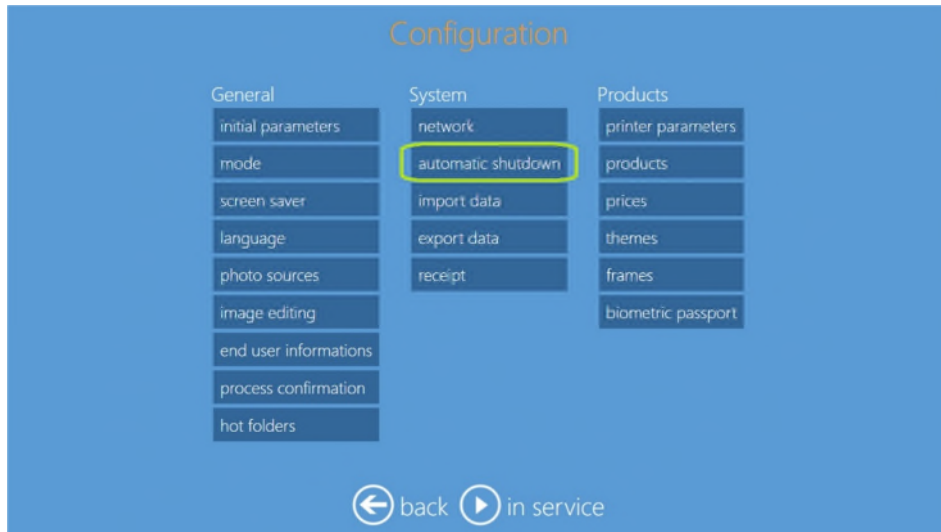 Configuration
General
initial parameters
mode
screen saver
language
photo sources
image editing
end user informations
process confirmation
hot folders
System
network
automatic shutdown
import data
export data
receipt
Products
printer parameters
products
prices
themes
frames
biometric passport
back in service